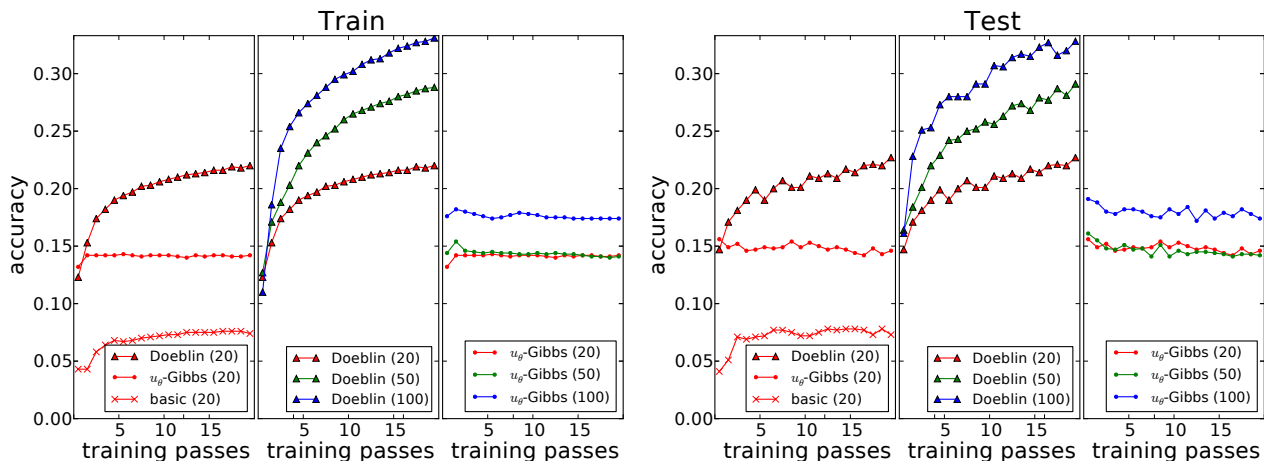 Train
accuracy
0.30
0.25
0.20
0.15
0.10
0.05
0.00
Doeblin (20)
uθ-Gibbs (20)
basic (20)
5 10 15
training passes
Doeblin (20)
Doeblin (50)
Doeblin (100)
5 10 15
training passes
uθ-Gibbs (20)
uθ-Gibbs (50)
uθ-Gibbs (100)
5 10 15
training passes
Test
accuracy
0.30
0.25
0.20
0.15
0.10
0.05
0.00
Doeblin (20)
uθ-Gibbs (20)
basic (20)
5 10 15
training passes
Doeblin (20)
Doeblin (50)
Doeblin (100)
5 10 15
training passes
uθ-Gibbs (20)
uθ-Gibbs (50)
uθ-Gibbs (100)
5 10 15
training passes